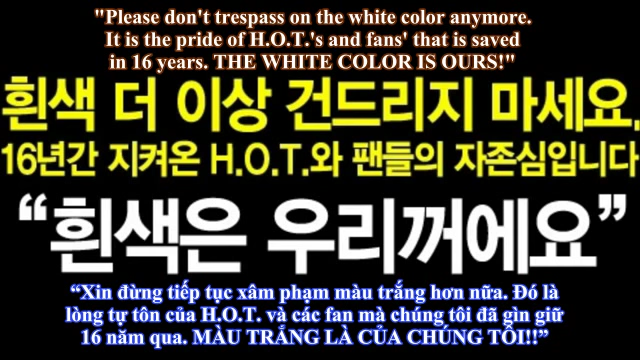 "Please don't trespass on the white color anymore.
It is the pride of H.O.T.'s and fans' that is saved
in 16 years. THE WHITE COLOR IS OURS!"
흰색 더 이상 건드리지 마세요.
16년간 지켜온 H.O.T.와 팬들의 자존심입니다
“흰색은 우리꺼에요”
“Xin đừng tiếp tục xâm phạm màu trắng hơn nữa. Đó là
lòng tự tôn của H.O.T. và các fan mà chúng tôi đã gìn giữ
16 năm qua. MÀU TRẮNG LÀ CỦA CHÚNG TÔI!!”